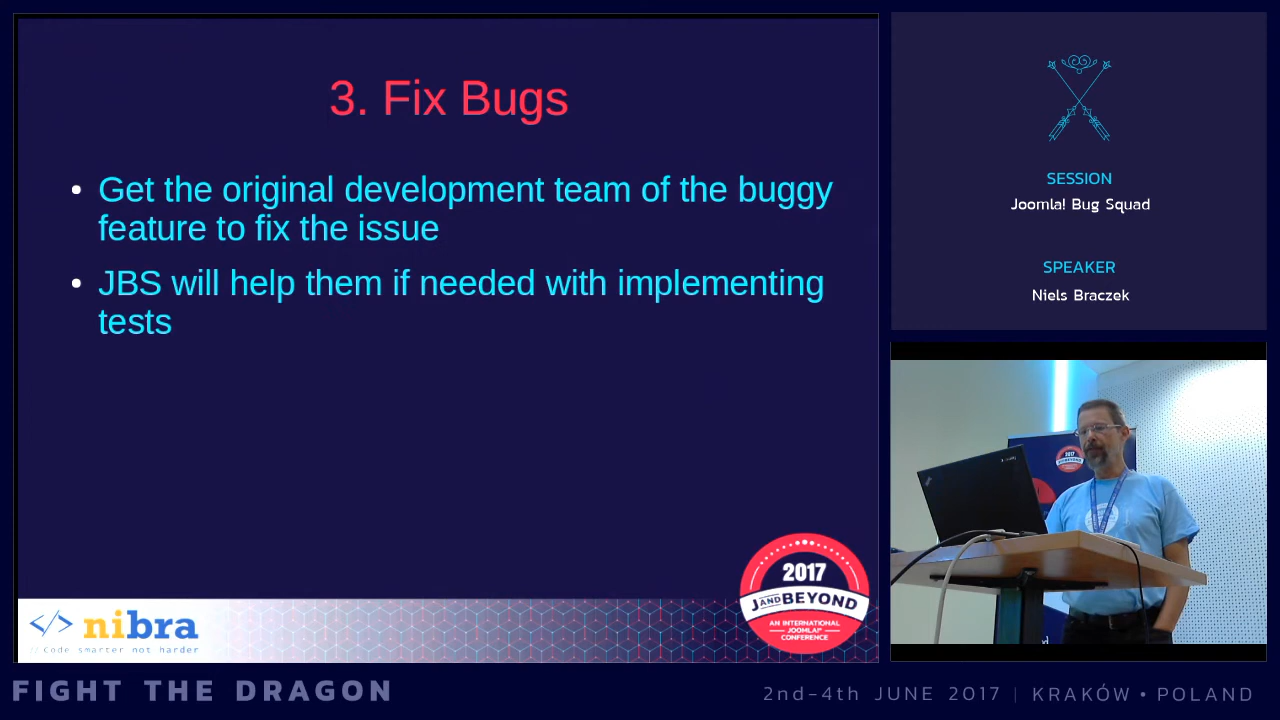 3. Fix Bugs
• Get the original development team of the buggy
feature to fix the issue
• JBS will help them if needed with implementing
tests
</> nibra
// Code smarter not harder
2017
J AND BEYOND
AN INTERNATIONAL
JOOMLA!®
CONFERENCE
SESSION
Joomla! Bug Squad
SPEAKER
Niels Braczek
2017
FIGHT THE DRAGON
2nd-4th JUNE 2017 | KRAKÓW • POLAND